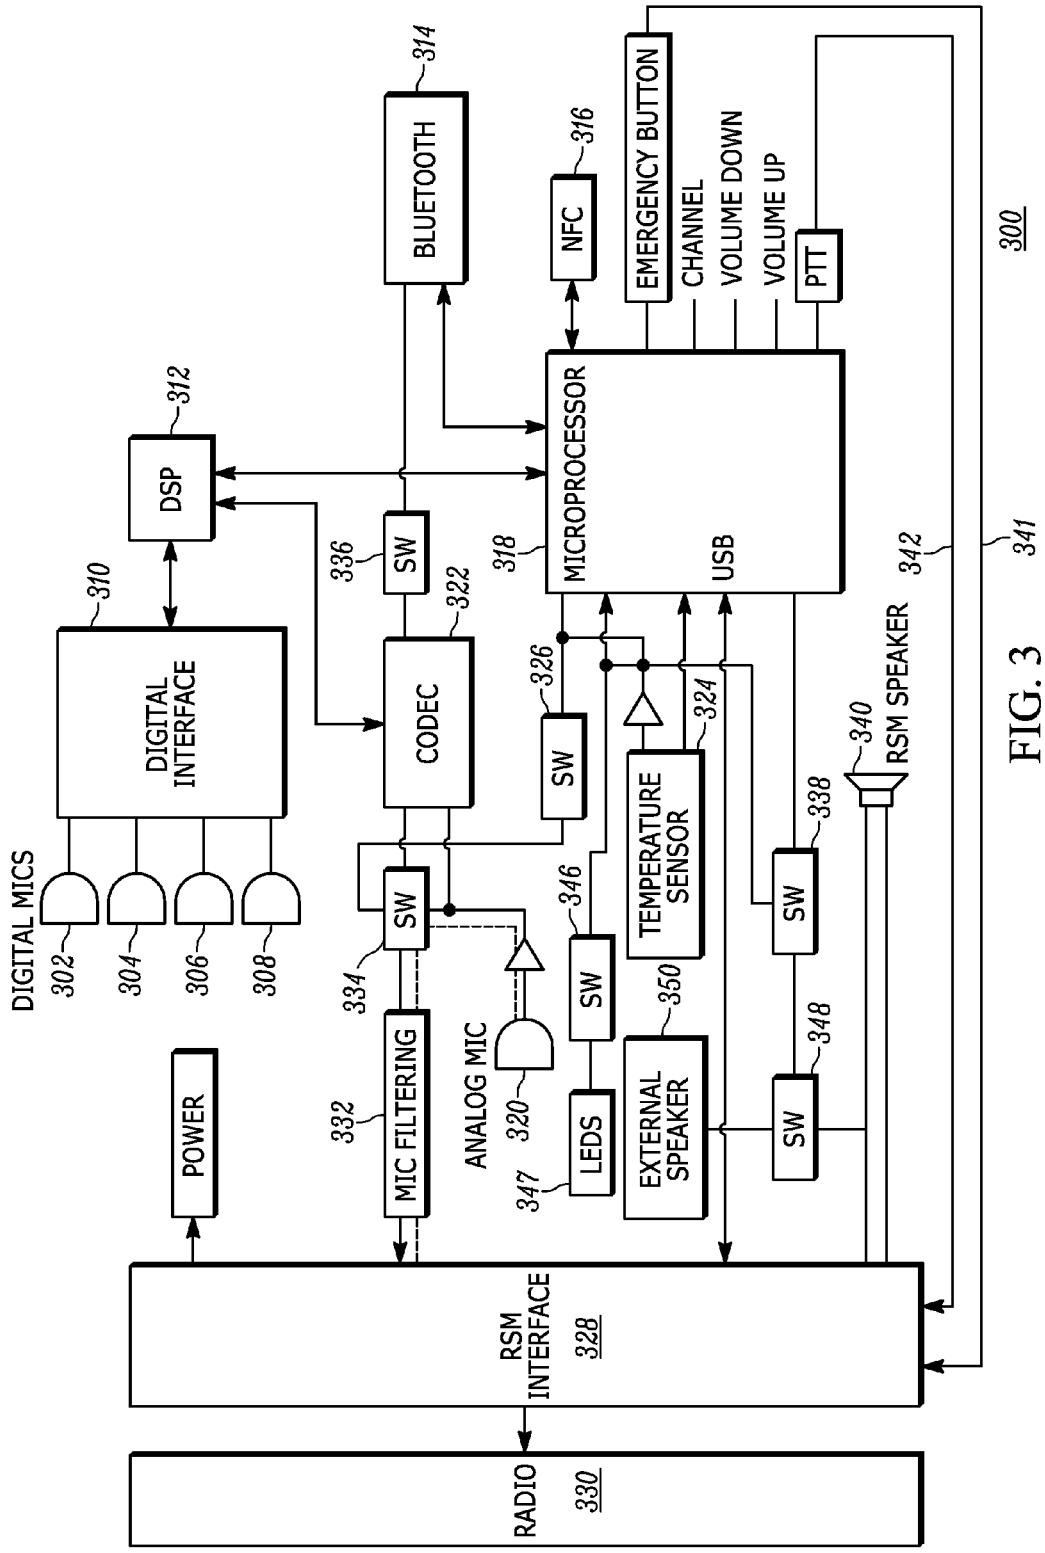 DIGITAL MICS
302
304
306
308
DIGITAL
INTERFACE
310
DSP
312
POWER
332
MIC FILTERING
334
SW
CODEC
322
336
SW
BLUETOOTH
314
ANALOG MIC
320
347
LEDS
346
SW
SW
326
318
MICROPROCESSOR
USB
NFC
316
EMERGENCY BUTTON
CHANNEL
VOLUME DOWN
VOLUME UP
PTT
EXTERNAL
SPEAKER
350
TEMPERATURE
SENSOR
324
SW
348
SW
338
340
RSM SPEAKER
342
341
RSM
INTERFACE
328
RADIO
330
300
FIG. 3